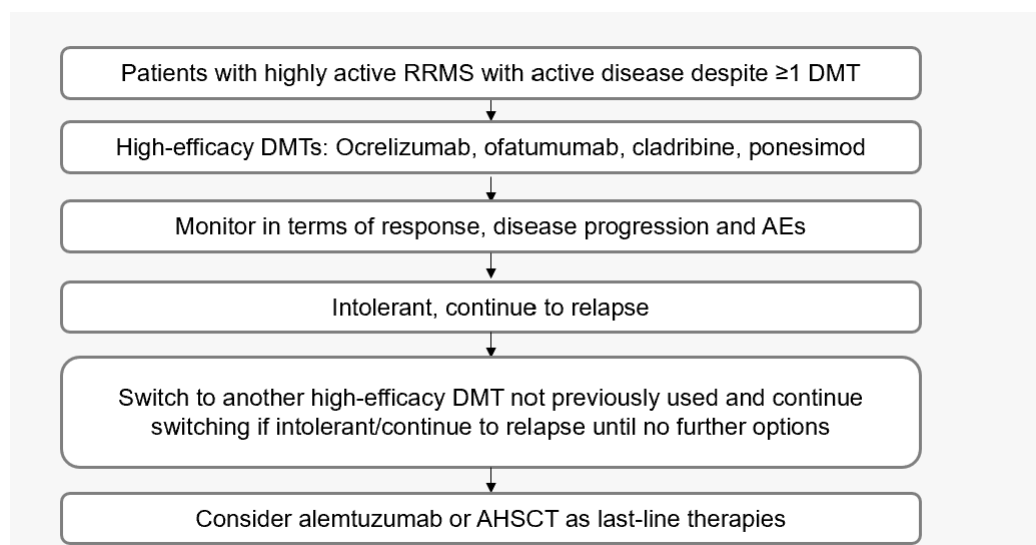 Patients with highly active RRMS with active disease despite ≥1 DMT
High-efficacy DMTs: Ocrelizumab, ofatumumab, cladribine, ponesimod
Monitor in terms of response, disease progression and AEs
Intolerant, continue to relapse
Switch to another high-efficacy DMT not previously used and continue
switching if intolerant/continue to relapse until no further options
Consider alemtuzumab or AHSCT as last-line therapies